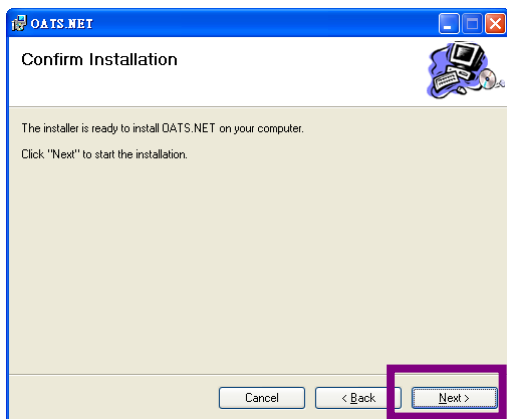 OATS.NET
Confirm Installation
The installer is ready to install OATS.NET on your computer.
Click "Next" to start the installation.
Cancel
< Back
Next >